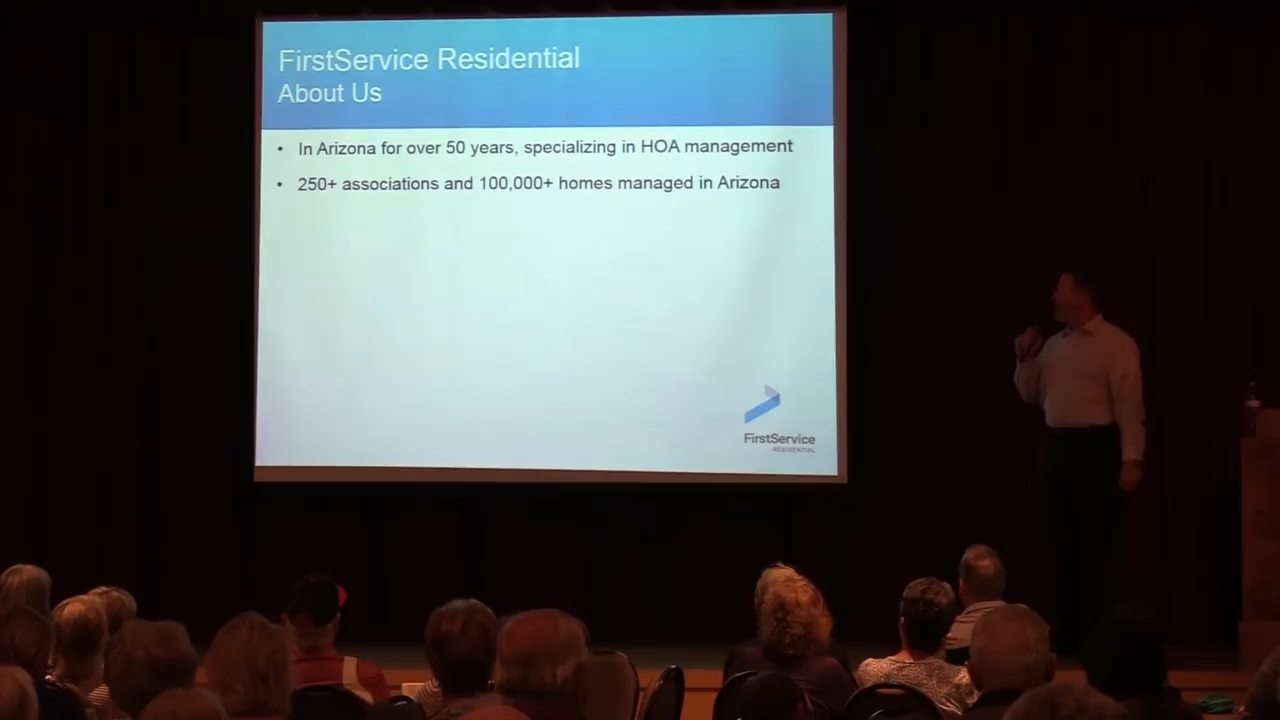 FirstService Residential
About Us
• In Arizona for over 50 years, specializing in HOA management
• 250+ associations and 100,000+ homes managed in Arizona
FirstService
RESIDENTIAL